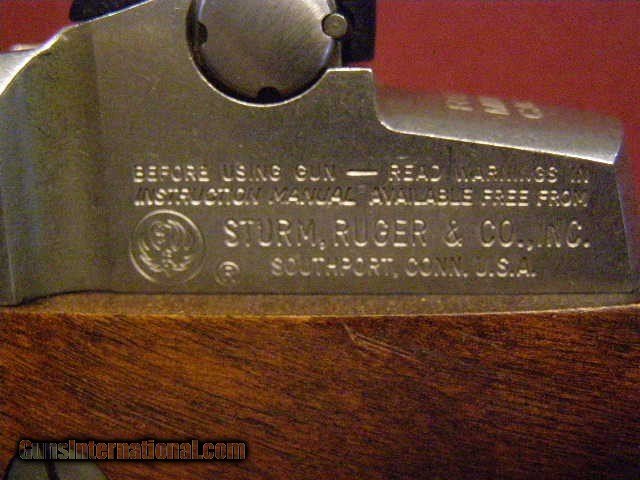 BEFORE USING GUN — READ WARNINGS IN
INSTRUCTION MANUAL AVAILABLE FREE FROM
STURM, RUGER & CO., INC.
®
SOUTHPORT, CONN. U.S.A.
GunsInternational.com